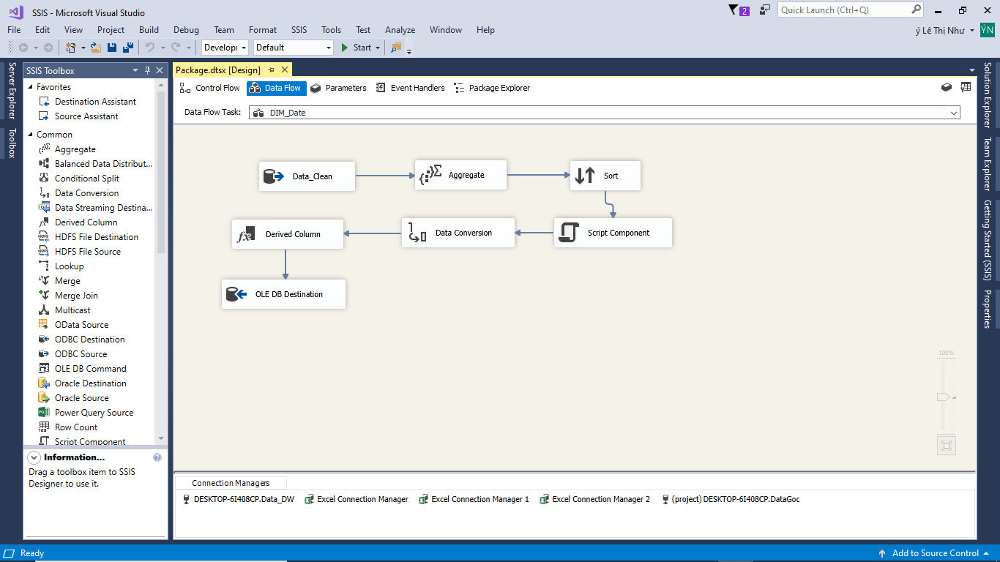 SSIS - Microsoft Visual Studio
2
Quick Launch (Ctrl+Q)
File Edit View Project Build Debug Team Format SSIS Tools Test Analyze Window Help
ý Lê Thị Như
ÝN
Developi
Default
Start
Server Explorer
Toolbox
SSIS Toolbox
Favorites
Destination Assistant
Source Assistant
Common
Aggregate
Balanced Data Distribut...
Conditional Split
Data Conversion
Data Streaming Destina...
Derived Column
HDFS File Destination
HDFS File Source
Lookup
Merge
Merge Join
Multicast
OData Source
ODBC Destination
ODBC Source
OLE DB Command
Oracle Destination
Oracle Source
Power Query Source
Row Count
Script Component
Information...
Drag a toolbox item to SSIS
Designer to use it.
Package.dtsx [Design]
Control Flow Data Flow Parameters Event Handlers Package Explorer
Data Flow Task: DIM_Date
Data_Clean
Aggregate
Sort
Script Component
Data Conversion
Derived Column
OLE DB Destination
100%
Connection Managers
DESKTOP-6I408CP.Data_DW
Excel Connection Manager
Excel Connection Manager 1
Excel Connection Manager 2
(project) DESKTOP-6I408CP.DataGoc
Solution Explorer
Team Explorer
Getting Started (SSIS)
Properties
Ready
Add to Source Control